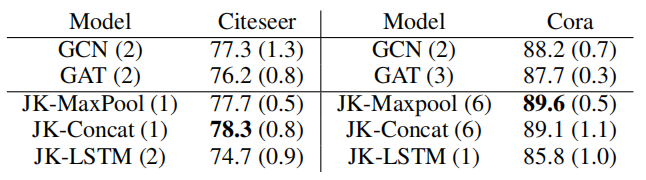 Model Citeseer Model Cora
GCN (2) 77.3 (1.3) GCN (2) 88.2 (0.7)
GAT (2) 76.2 (0.8) GAT (3) 87.7 (0.3)
JK-MaxPool (1) 77.7 (0.5) JK-Maxpool (6) 89.6 (0.5)
JK-Concat (1) 78.3 (0.8) JK-Concat (6) 89.1 (1.1)
JK-LSTM (2) 74.7 (0.9) JK-LSTM (1) 85.8 (1.0)